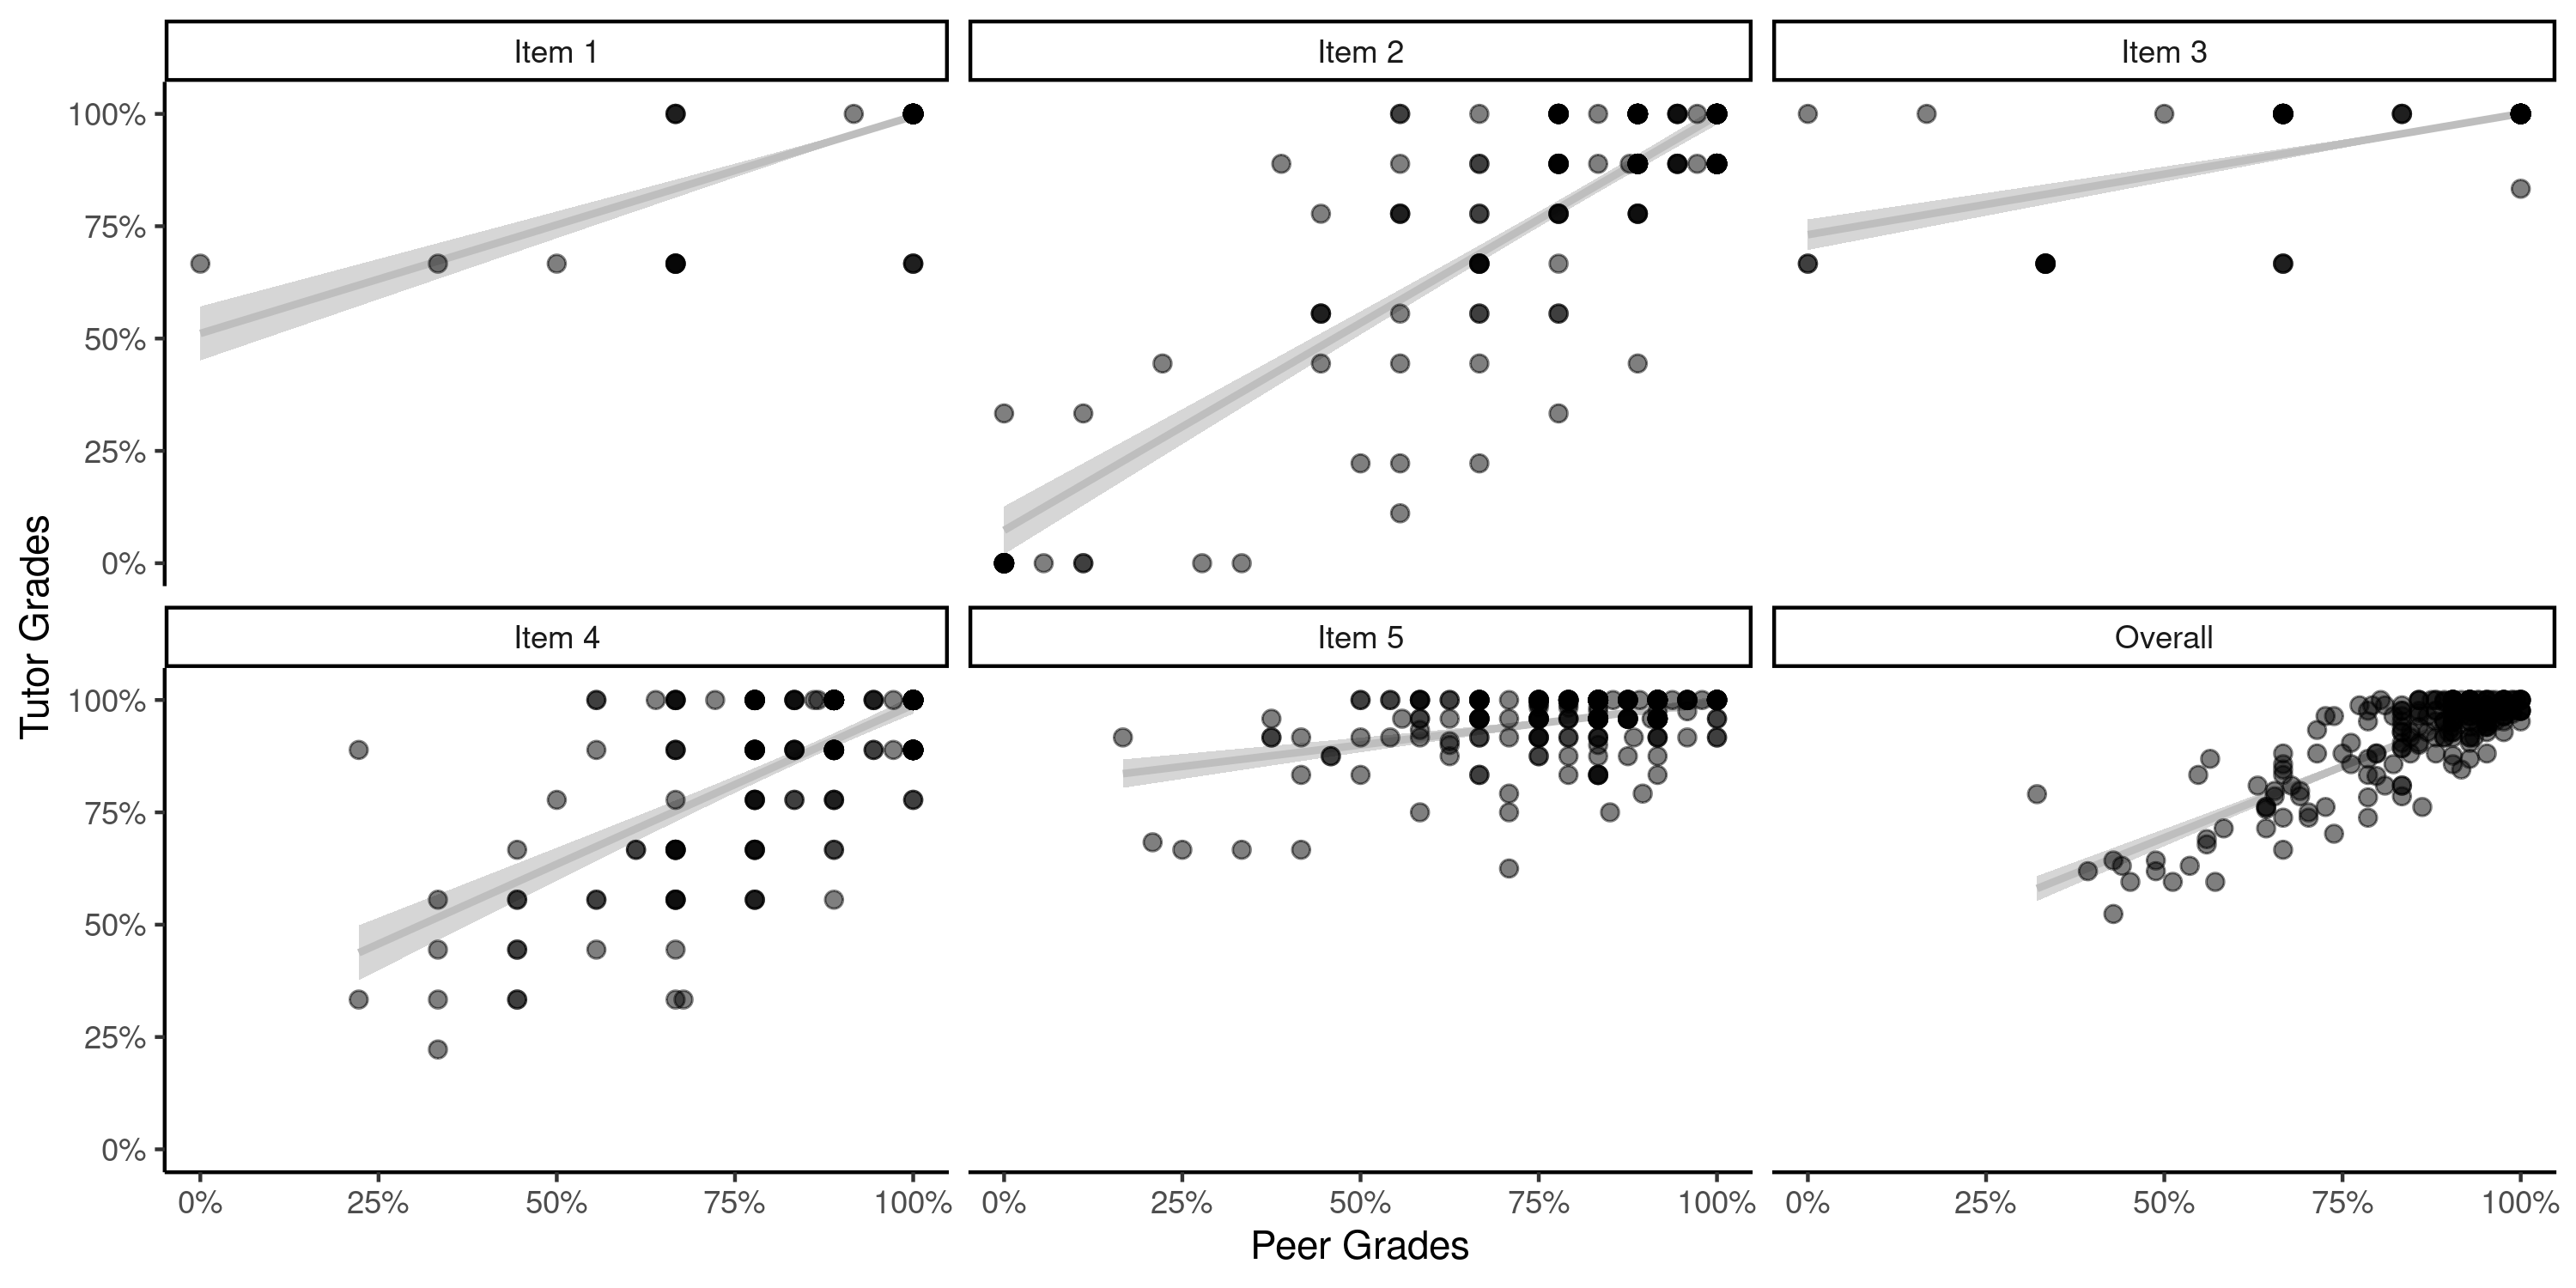 Item 1
Item 2
Item 3
100%
75%
50%
25%
0%
Tutor Grades
Item 4
Item 5
Overall
100%
75%
50%
25%
0%
0% 25% 50% 75% 100% 0% 25% 50% 75% 100% 0% 25% 50% 75% 100%
Peer Grades